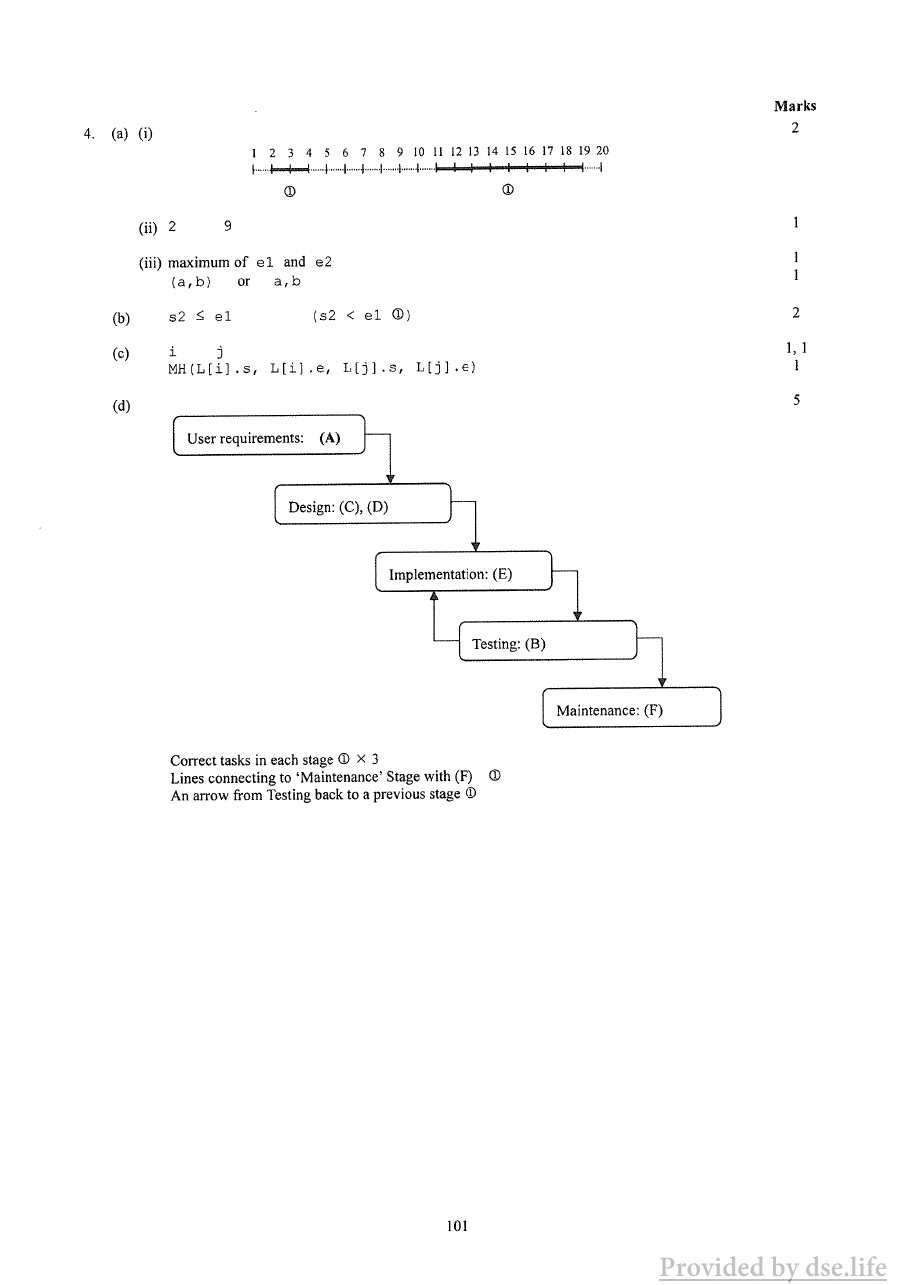 Marks
4. (a) (i) 2
1 2 3 4 5 6 7 8 9 10 11 12 13 14 15 16 17 18 19 20
① ①
(ii) 2 9 1
(iii) maximum of e1 and e2 1
(a,b) or a,b 1
(b) s2 ≤ e1 (s2 < e1 ①) 2
(c) i j 1, 1
MH(L[i].s, L[i].e, L[j].s, L[j].e) 1
(d) 5
User requirements: (A)
Design: (C), (D)
Implementation: (E)
Testing: (B)
Maintenance: (F)
Correct tasks in each stage ① × 3
Lines connecting to ‘Maintenance’ Stage with (F) ①
An arrow from Testing back to a previous stage ①
101
Provided by dse.life